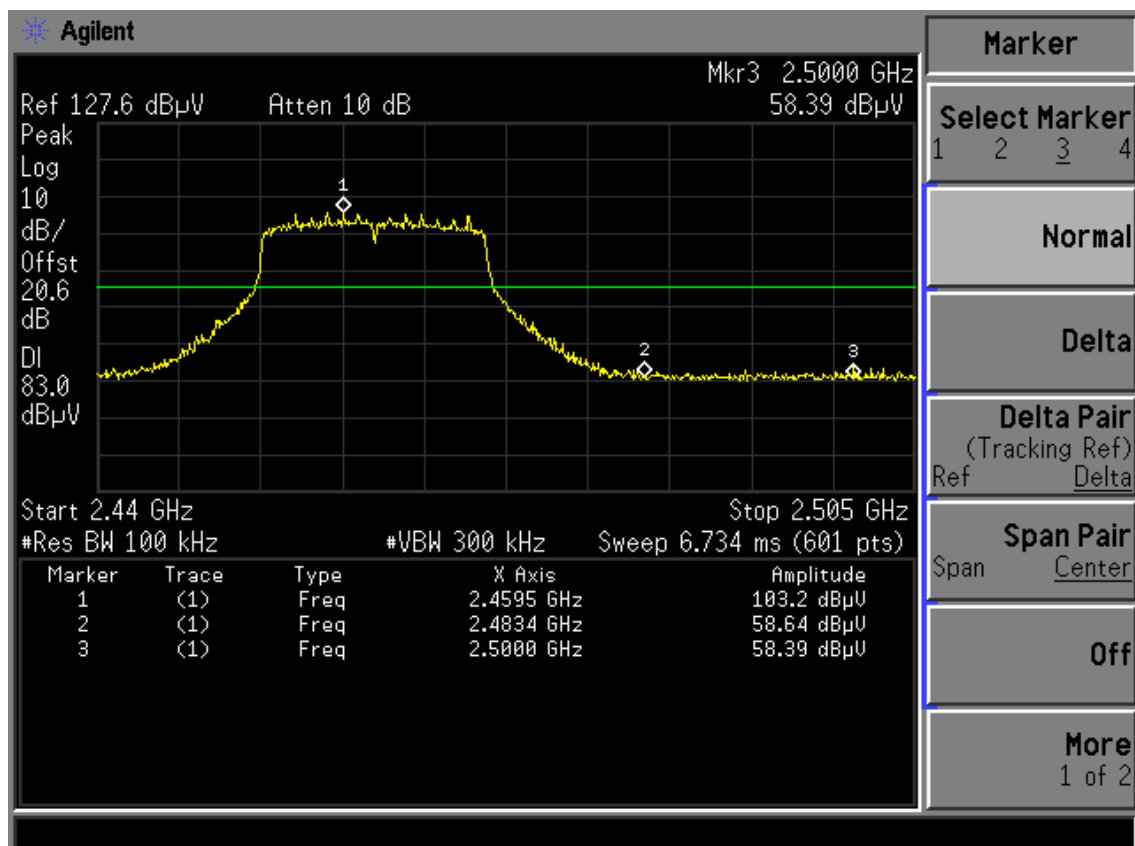 Agilent
Mkr3 2.5000 GHz
Ref 127.6 dBµV Atten 10 dB 58.39 dBµV
Peak
Log
10
dB/
Offst
20.6
dB
DI
83.0
dBµV
1
2
3
Start 2.44 GHz Stop 2.505 GHz
#Res BW 100 kHz #VBW 300 kHz Sweep 6.734 ms (601 pts)
Marker Trace Type X Axis Amplitude
1 (1) Freq 2.4595 GHz 103.2 dBµV
2 (1) Freq 2.4834 GHz 58.64 dBµV
3 (1) Freq 2.5000 GHz 58.39 dBµV
Marker
Select Marker
1 2 3 4
Normal
Delta
Delta Pair
(Tracking Ref)
Ref Delta
Span Pair
Span Center
Off
More
1 of 2